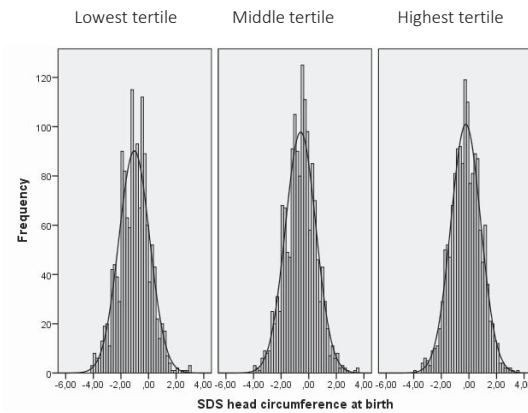 Lowest tertile Middle tertile Highest tertile
120
100
80
60
40
20
0
Frequency
-6,00 -4,00 -2,00 ,00 2,00 4,00 -6,00 -4,00 -2,00 ,00 2,00 4,00 -6,00 -4,00 -2,00 ,00 2,00 4,00
SDS head circumference at birth